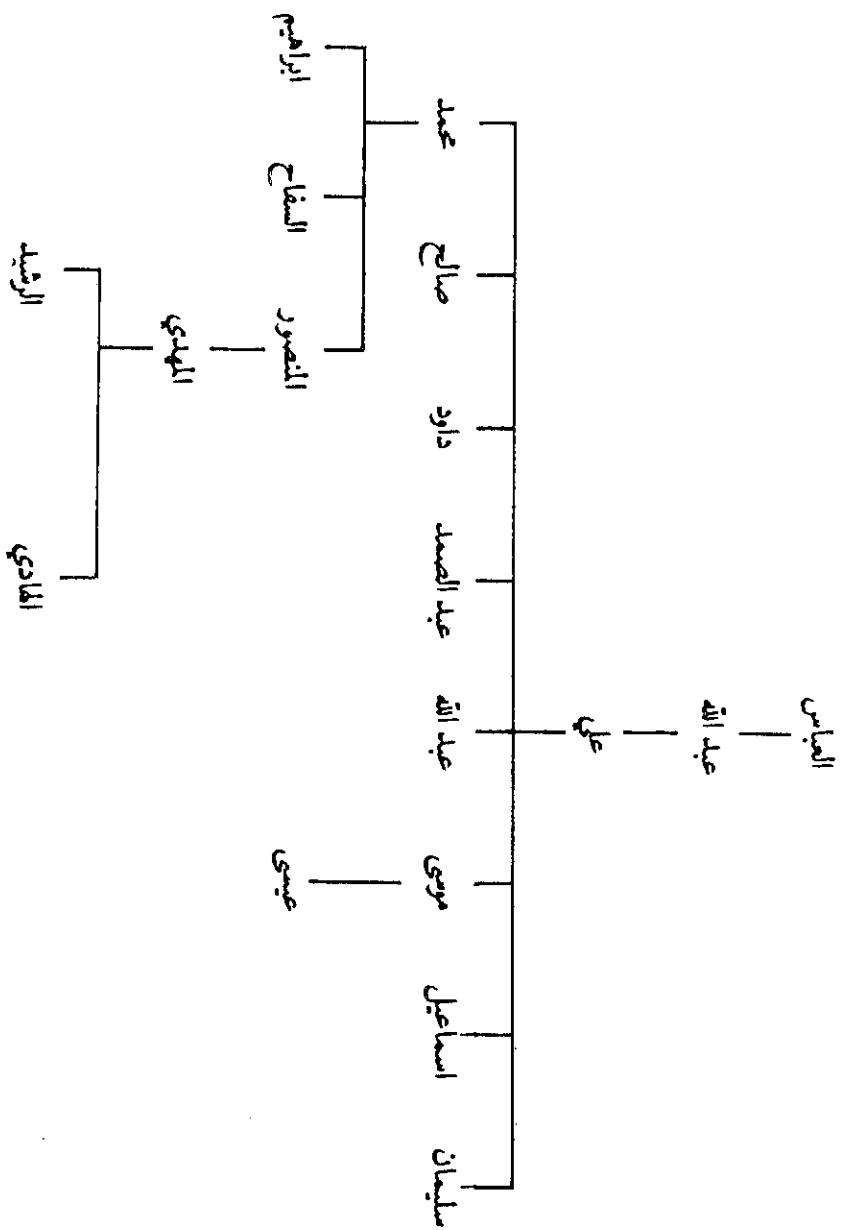 العباس
عبد الله
علي
سليمان
اسماعيل
موسى
عبد الله
عبد الصمد
داود
صالح
محمد
عيسى
المنصور
السفاح
ابراهيم
المهدي
الهادي
الرشيد